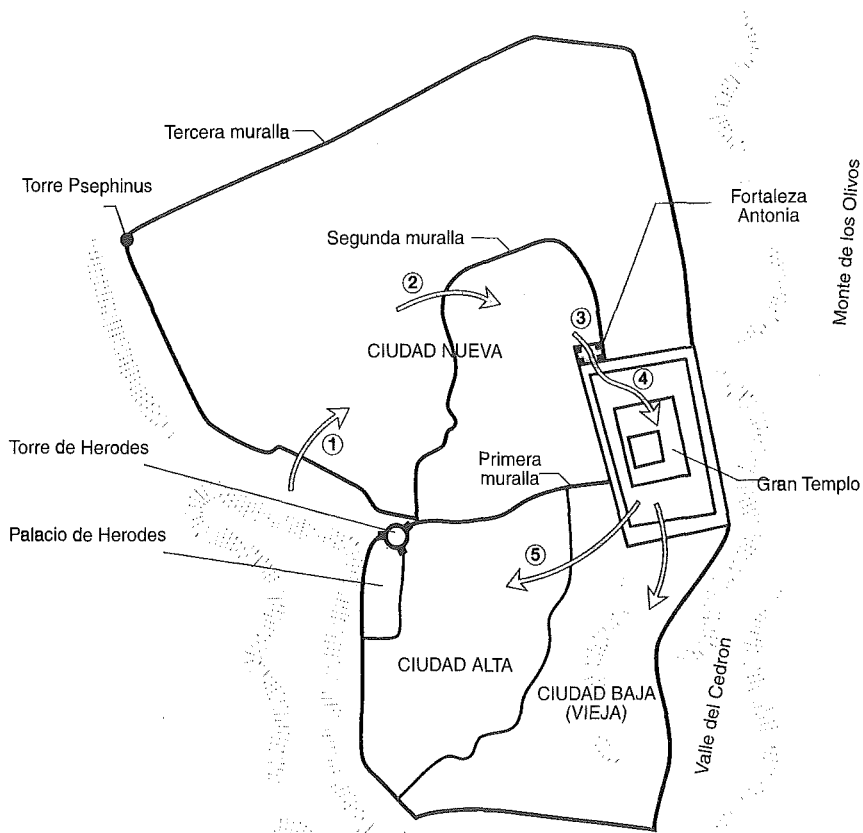 Tercera muralla
Torre Psephinus
Fortaleza
Antonia
Monte de los Olivos
Segunda muralla
2
3
CIUDAD NUEVA
4
1
Torre de Herodes
Primera
muralla
Gran Templo
Palacio de Herodes
5
CIUDAD ALTA
CIUDAD BAJA
(VIEJA)
Valle del Cedron